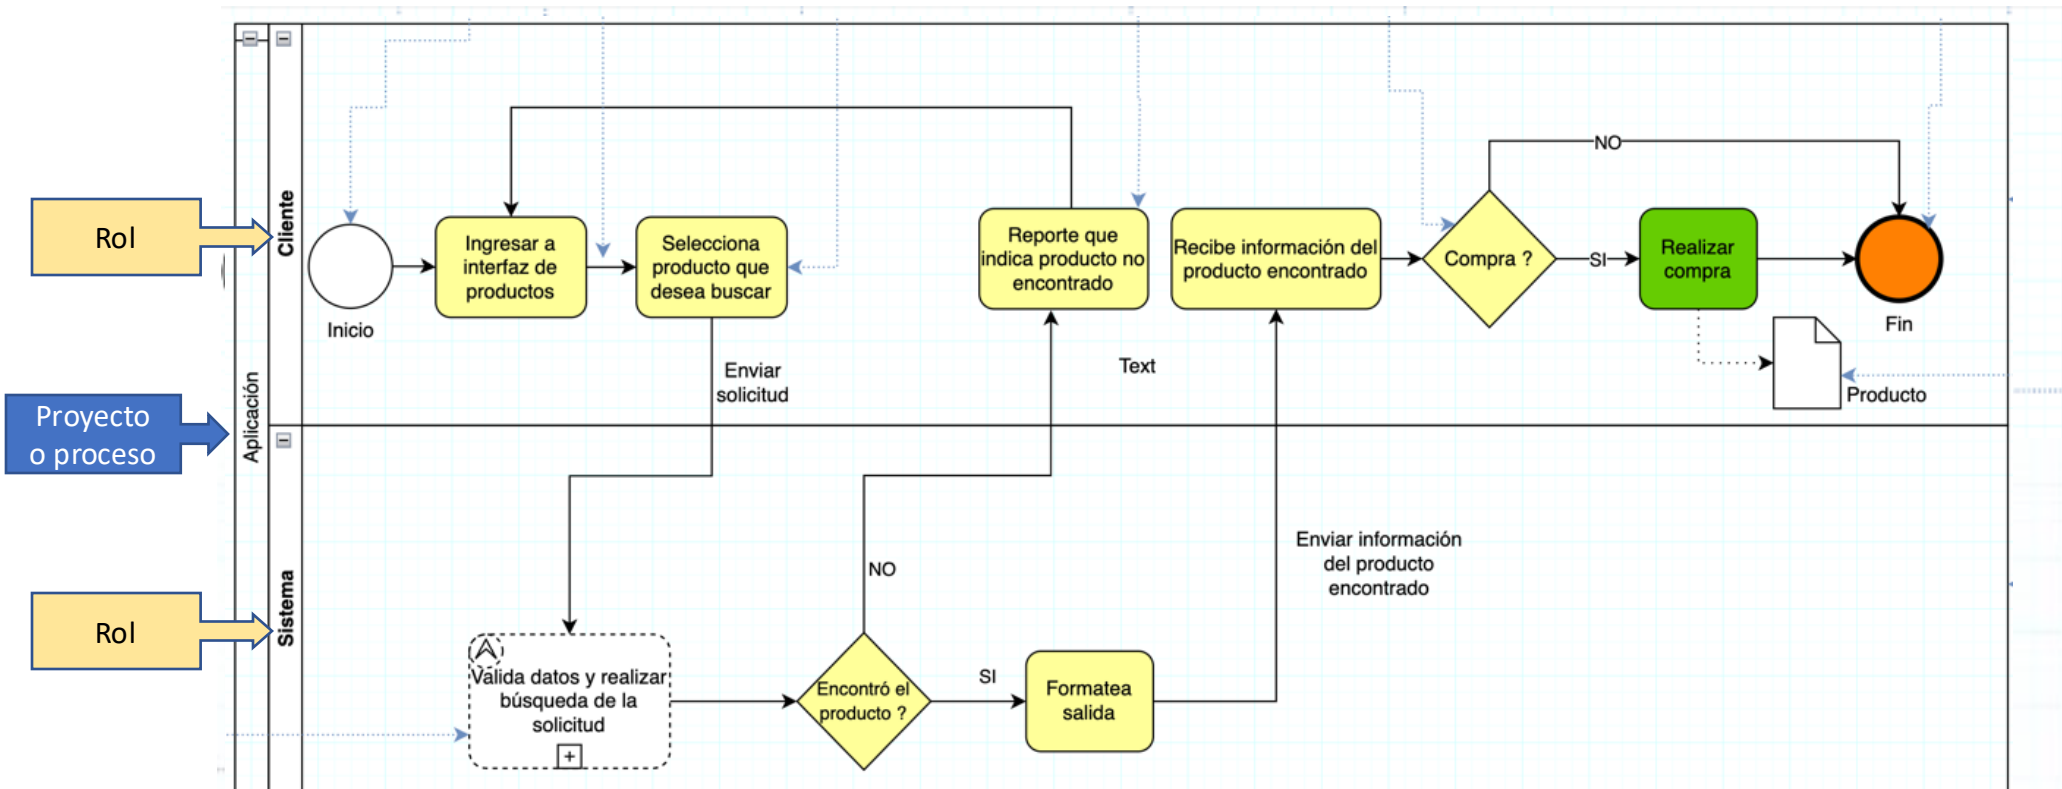 Rol
Proyecto
o proceso
Rol
Aplicación
Cliente
Sistema
Inicio
Ingresar a
interfaz de
productos
Selecciona
producto que
desea buscar
Enviar
solicitud
Reporte que
indica producto no
encontrado
Text
Recibe información del
producto encontrado
Compra ?
NO
SI
Realizar
compra
Fin
Producto
Valida datos y realizar
búsqueda de la
solicitud
+
Encontró el
producto ?
NO
SI
Formatea
salida
Enviar información
del producto
encontrado